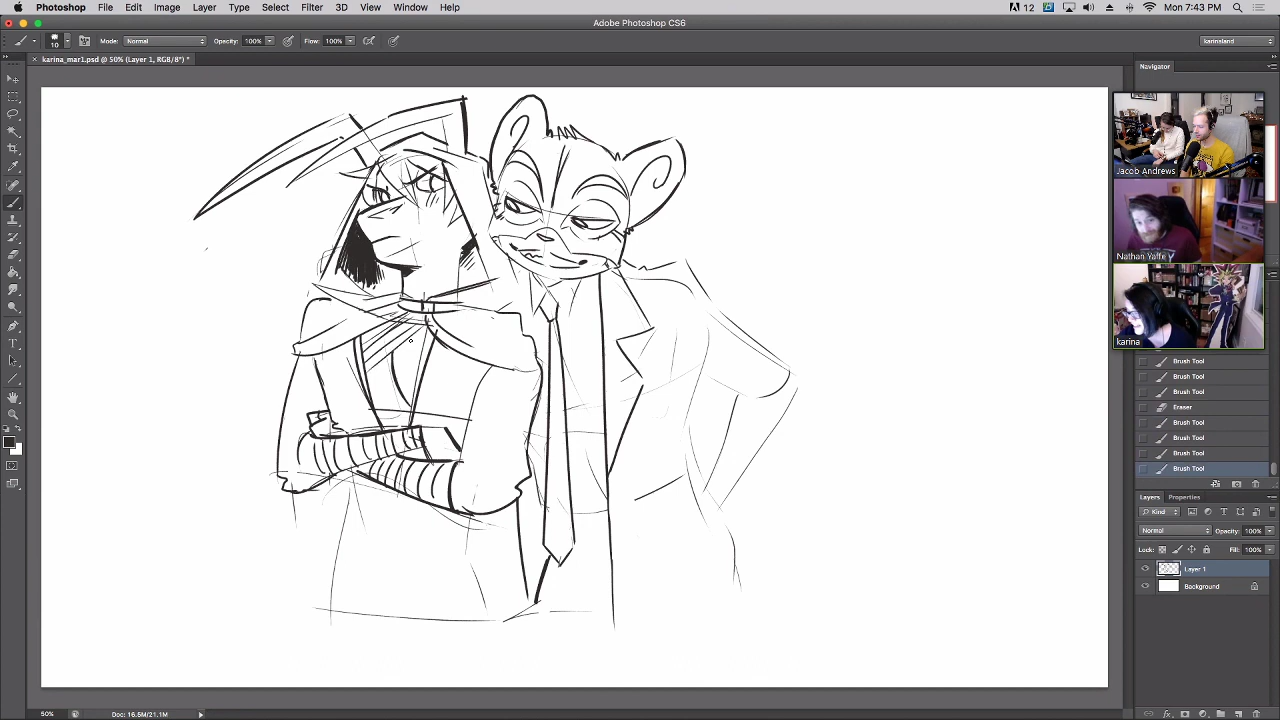 Photoshop File Edit Image Layer Type Select Filter 3D View Window Help 12 Mon 7:43 PM
Adobe Photoshop CS6
10 Mode: Normal Opacity: 100% Flow: 100% karinaland
karina_mar1.psd @ 50% (Layer 1, RGB/8*) *
Navigator
Jacob Andrews
Nathan Yaffe
karina
Brush Tool
Brush Tool
Brush Tool
Eraser
Brush Tool
Brush Tool
Brush Tool
Brush Tool
Layers Properties
Kind
Normal Opacity: 100%
Lock: Fill: 100%
Layer 1
Background
50% Doc: 16.5M/21.1M